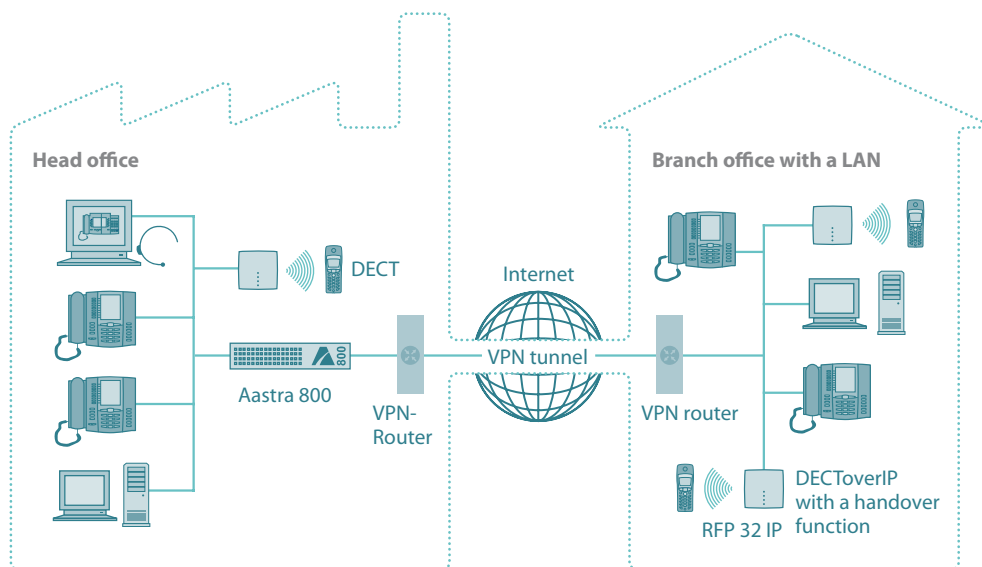 Head office
Branch office with a LAN
DECT
Internet
800
VPN tunnel
Aastra 800
VPN-
Router
VPN router
DECToverIP
with a handover
function
RFP 32 IP